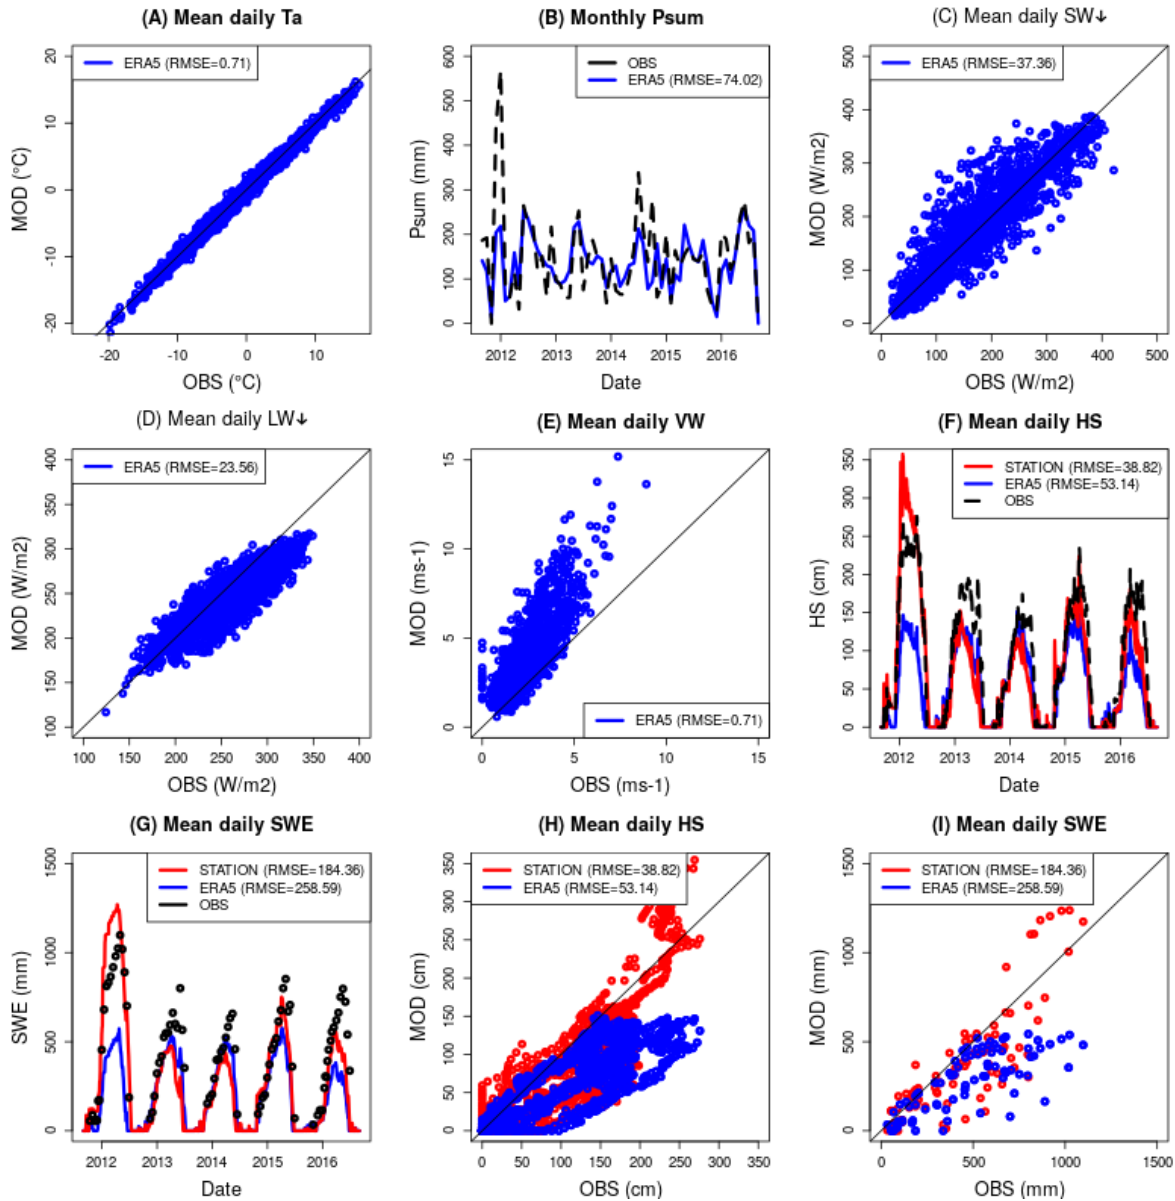 (A) Mean daily Ta
ERA5 (RMSE=0.71)
20
10
0
-10
-20
MOD (°C)
-20 -10 0 10
OBS (°C)
(B) Monthly Psum
OBS
ERA5 (RMSE=74.02)
600
500
400
300
200
100
0
Psum (mm)
2012 2013 2014 2015 2016
Date
(C) Mean daily SW↓
ERA5 (RMSE=37.36)
500
400
300
200
100
0
MOD (W/m2)
0 100 200 300 400 500
OBS (W/m2)
(D) Mean daily LW↓
ERA5 (RMSE=23.56)
400
350
300
250
200
150
100
MOD (W/m2)
100 150 200 250 300 350 400
OBS (W/m2)
(E) Mean daily VW
15
10
5
0
MOD (ms-1)
ERA5 (RMSE=0.71)
0 5 10 15
OBS (ms-1)
(F) Mean daily HS
STATION (RMSE=38.82)
ERA5 (RMSE=53.14)
OBS
350
300
250
200
150
100
50
0
HS (cm)
2012 2013 2014 2015 2016
Date
(G) Mean daily SWE
STATION (RMSE=184.36)
ERA5 (RMSE=258.59)
OBS
1500
1000
500
0
SWE (mm)
2012 2013 2014 2015 2016
Date
(H) Mean daily HS
STATION (RMSE=38.82)
ERA5 (RMSE=53.14)
350
300
250
200
150
100
50
0
MOD (cm)
0 50 100 150 200 250 300 350
OBS (cm)
(I) Mean daily SWE
STATION (RMSE=184.36)
ERA5 (RMSE=258.59)
1500
1000
500
0
MOD (mm)
0 500 1000 1500
OBS (mm)